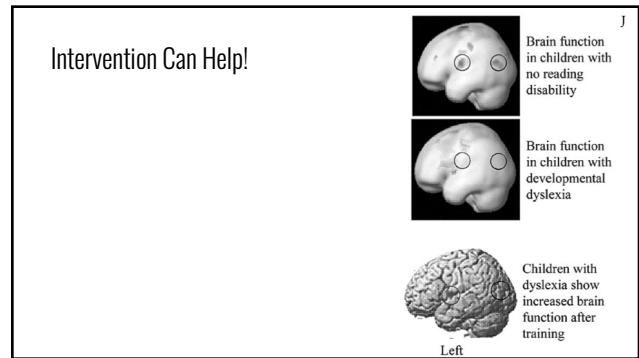 J
Intervention Can Help!
Brain function
in children with
no reading
disability
Brain function
in children with
developmental
dyslexia
Children with
dyslexia show
increased brain
function after
training
Left